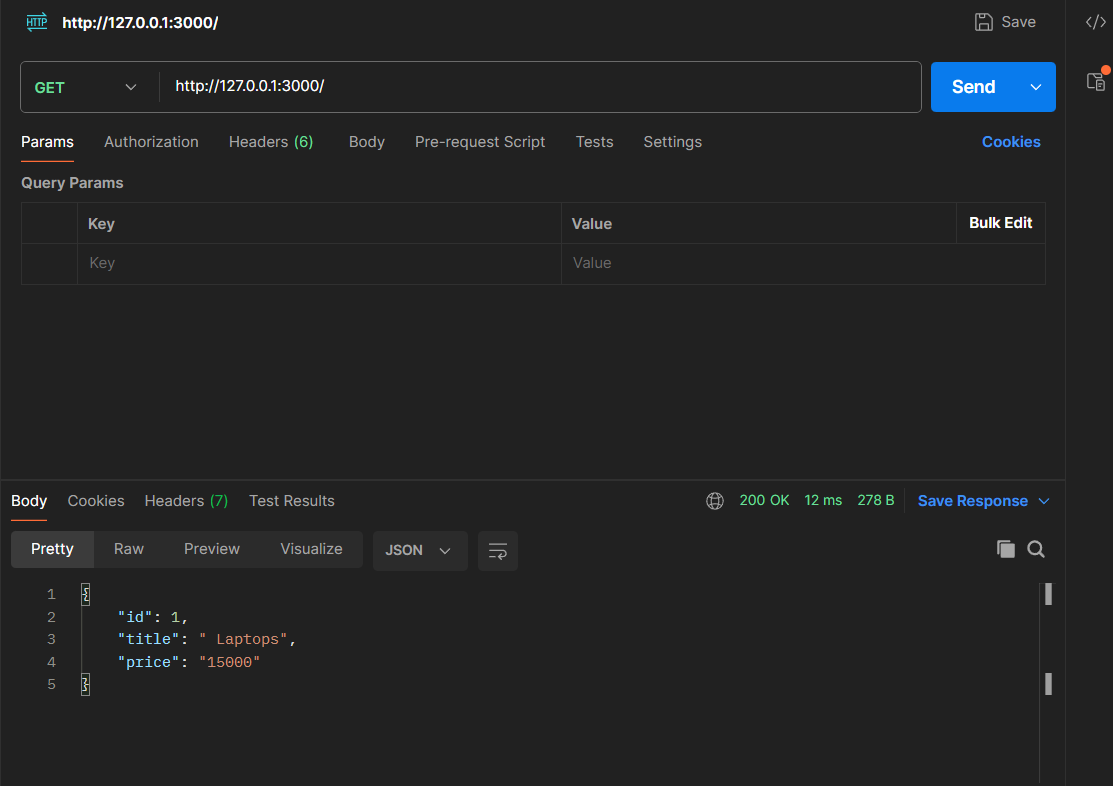 HTTP http://127.0.0.1:3000/ Save </>
GET http://127.0.0.1:3000/ Send
Params Authorization Headers (6) Body Pre-request Script Tests Settings Cookies
Query Params
Key Value Bulk Edit
Key Value
Body Cookies Headers (7) Test Results 200 OK 12 ms 278 B Save Response
Pretty Raw Preview Visualize JSON
1 {
2 "id": 1,
3 "title": " Laptops",
4 "price": "15000"
5 }